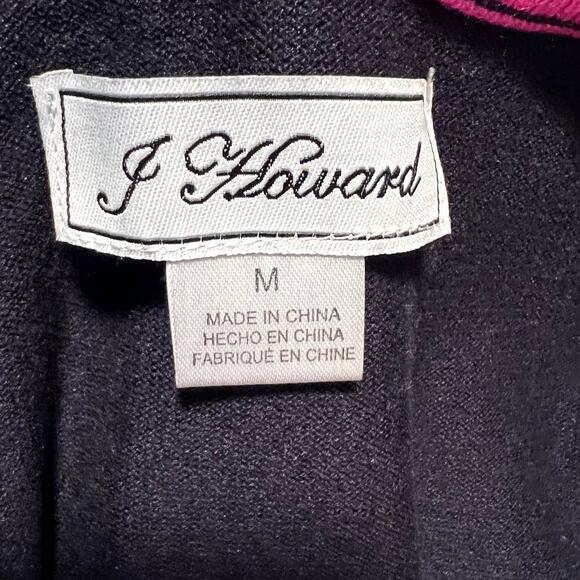 J Howard
M
MADE IN CHINA
HECHO EN CHINA
FABRIQUÉ EN CHINE